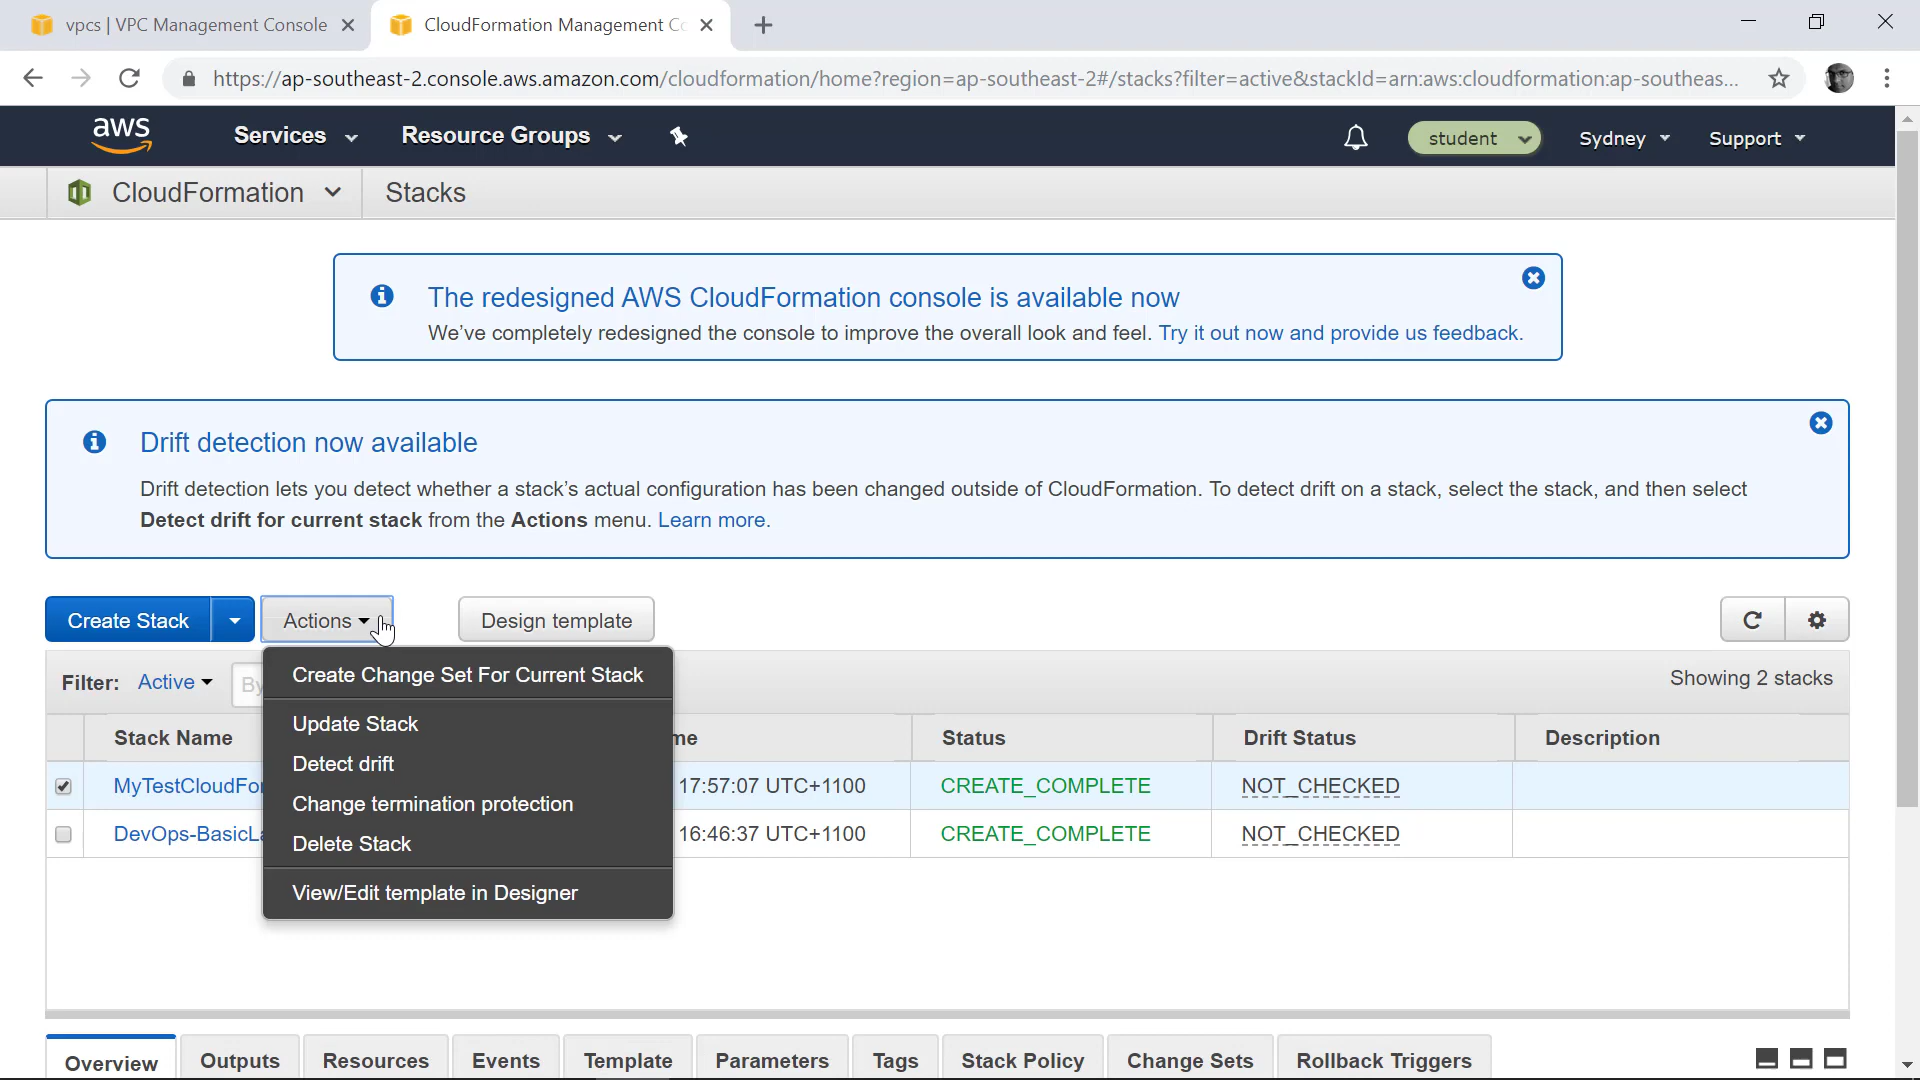 vpcs | VPC Management Console
CloudFormation Management Co
https://ap-southeast-2.console.aws.amazon.com/cloudformation/home?region=ap-southeast-2#/stacks?filter=active&stackId=arn:aws:cloudformation:ap-southeas...
aws
Services
Resource Groups
student
Sydney
Support
CloudFormation
Stacks
The redesigned AWS CloudFormation console is available now
We've completely redesigned the console to improve the overall look and feel. Try it out now and provide us feedback.
Drift detection now available
Drift detection lets you detect whether a stack's actual configuration has been changed outside of CloudFormation. To detect drift on a stack, select the stack, and then select
Detect drift for current stack from the Actions menu. Learn more.
Create Stack
Actions
Design template
Filter: Active
By
Showing 2 stacks
Create Change Set For Current Stack
Update Stack
Detect drift
Change termination protection
Delete Stack
View/Edit template in Designer
Stack Name
me
Status
Drift Status
Description
MyTestCloudFor
17:57:07 UTC+1100
CREATE_COMPLETE
NOT_CHECKED
DevOps-BasicLa
16:46:37 UTC+1100
CREATE_COMPLETE
NOT_CHECKED
Overview
Outputs
Resources
Events
Template
Parameters
Tags
Stack Policy
Change Sets
Rollback Triggers